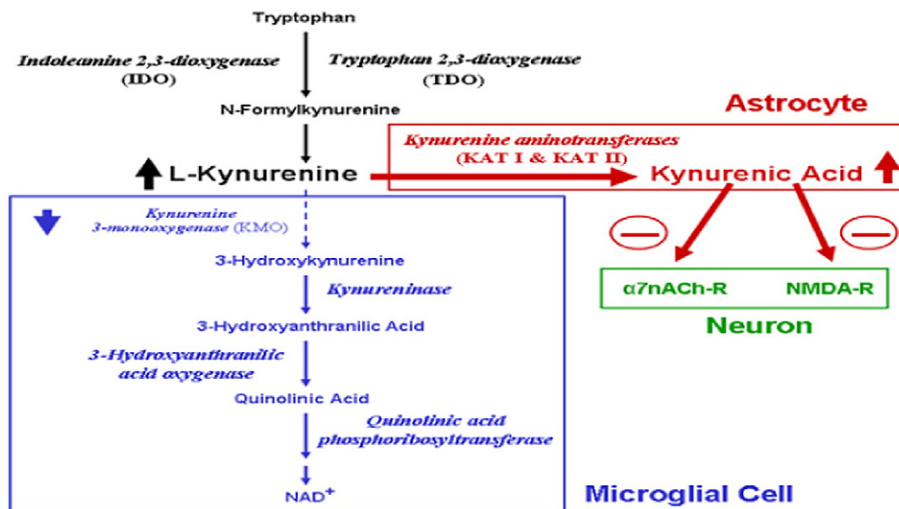 Tryptophan
Indoleamine 2,3-dioxygenase
(IDO)
Tryptophan 2,3-dioxygenase
(TDO)
N-Formylkynurenine
Astrocyte
Kynurenine aminotransferases
(KAT I & KAT II)
L-Kynurenine
Kynurenic Acid
Kynurenine
3-monooxygenase (KMO)
3-Hydroxykynurenine
α7nACh-R
NMDA-R
Kynureninase
Neuron
3-Hydroxyanthranilic Acid
3-Hydroxyanthranilic
acid oxygenase
Quinolinic Acid
Quinolinic acid
phosphoribosyltransferase
NAD⁺
Microglial Cell